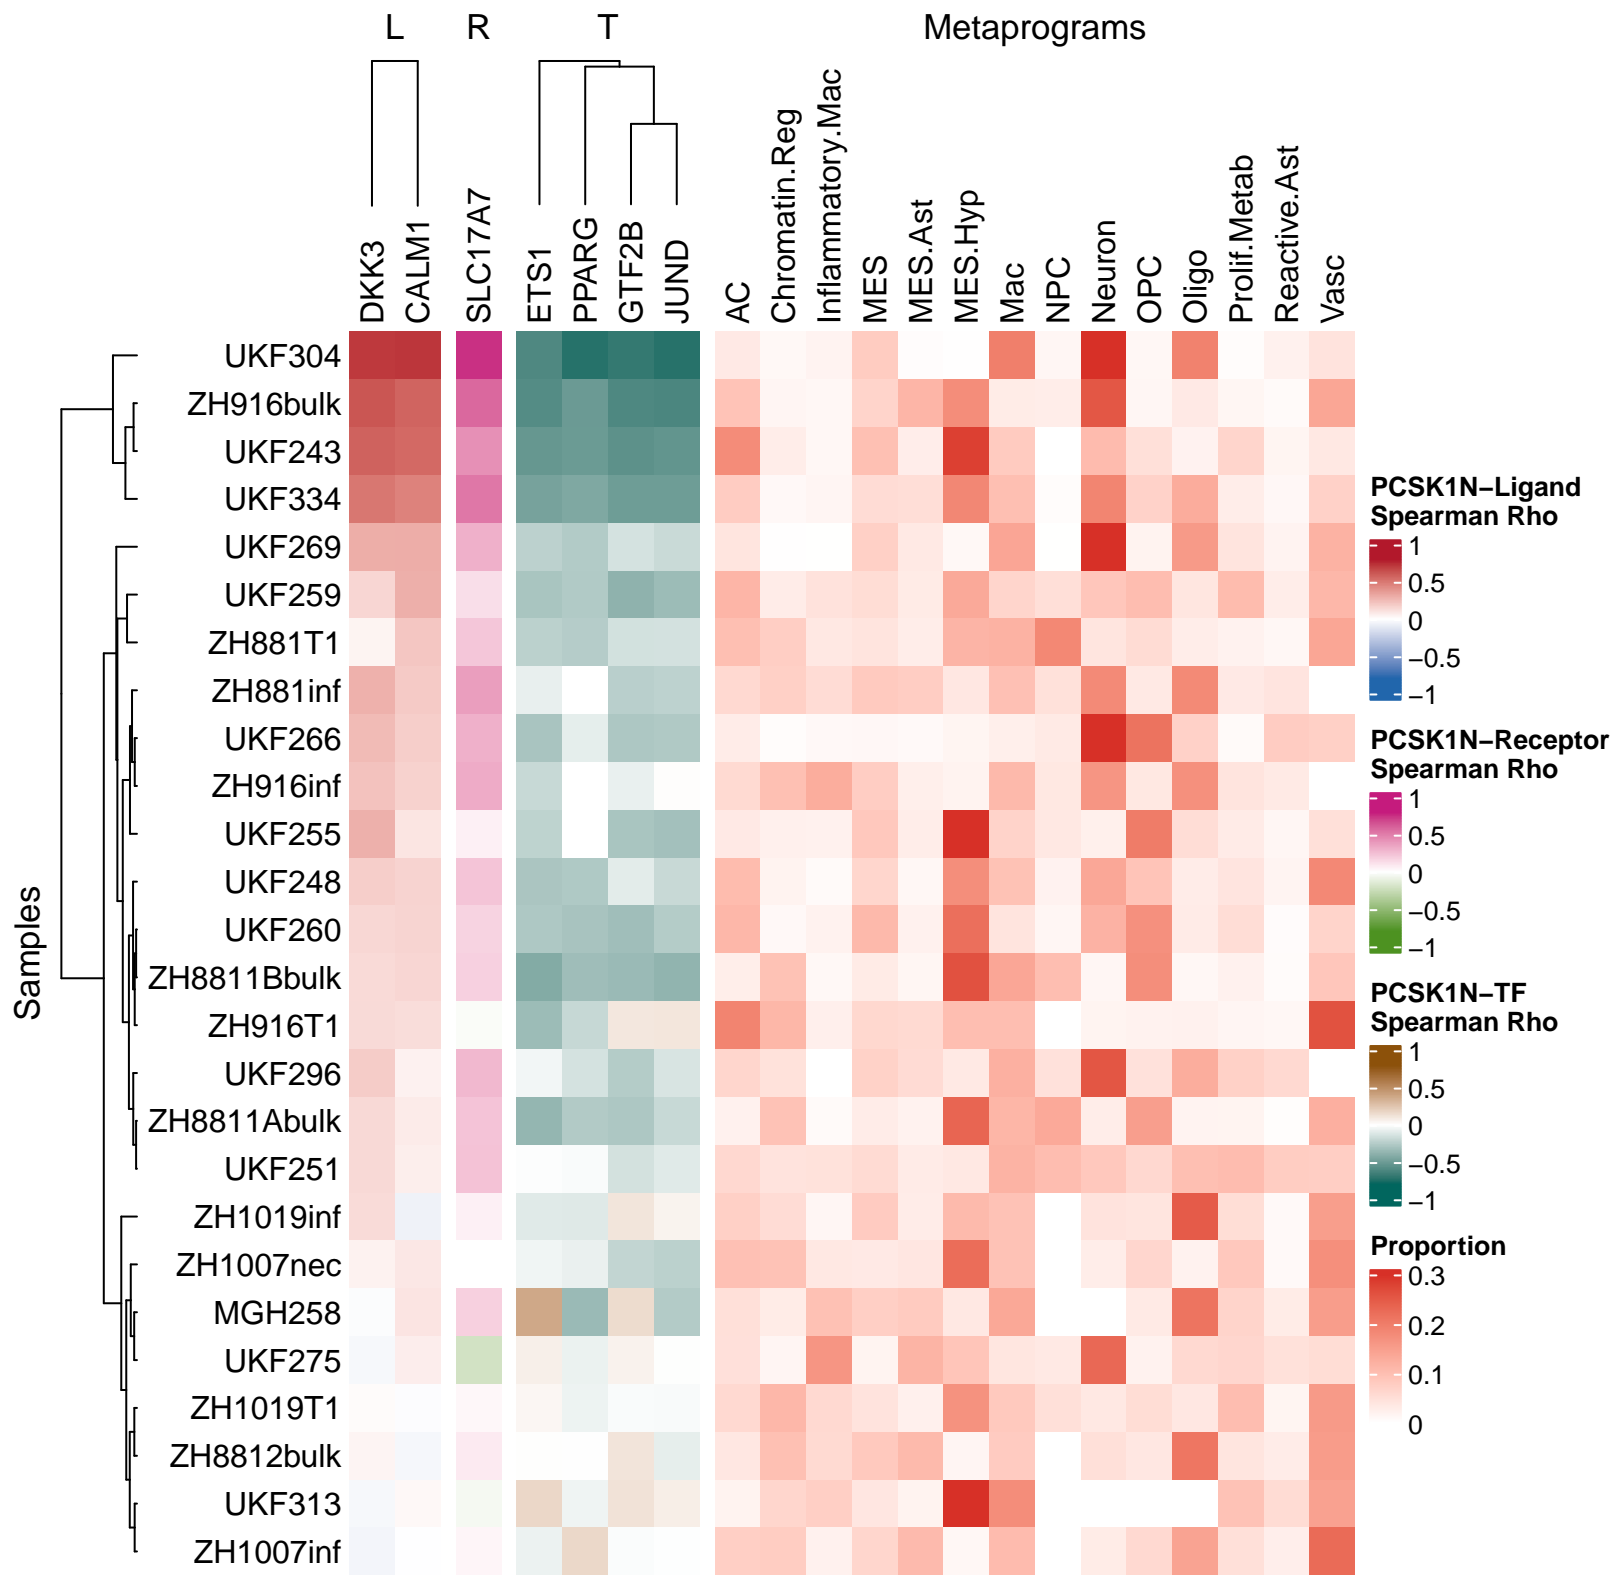 L R T Metaprograms
DKK3
CALM1
SLC17A7
ETS1
PPARG
GTF2B
JUND
AC
Chromatin.Reg
Inflammatory.Mac
MES
MES.Ast
MES.Hyp
Mac
NPC
Neuron
OPC
Oligo
Prolif.Metab
Reactive.Ast
Vasc
Samples
UKF304
ZH916bulk
UKF243
UKF334
UKF269
UKF259
ZH881T1
ZH881inf
UKF266
ZH916inf
UKF255
UKF248
UKF260
ZH8811Bbulk
ZH916T1
UKF296
ZH8811Abulk
UKF251
ZH1019inf
ZH1007nec
MGH258
UKF275
ZH1019T1
ZH8812bulk
UKF313
ZH1007inf
PCSK1N−Ligand
Spearman Rho
1
0.5
0
−0.5
−1
PCSK1N−Receptor
Spearman Rho
1
0.5
0
−0.5
−1
PCSK1N−TF
Spearman Rho
1
0.5
0
−0.5
−1
Proportion
0.3
0.2
0.1
0